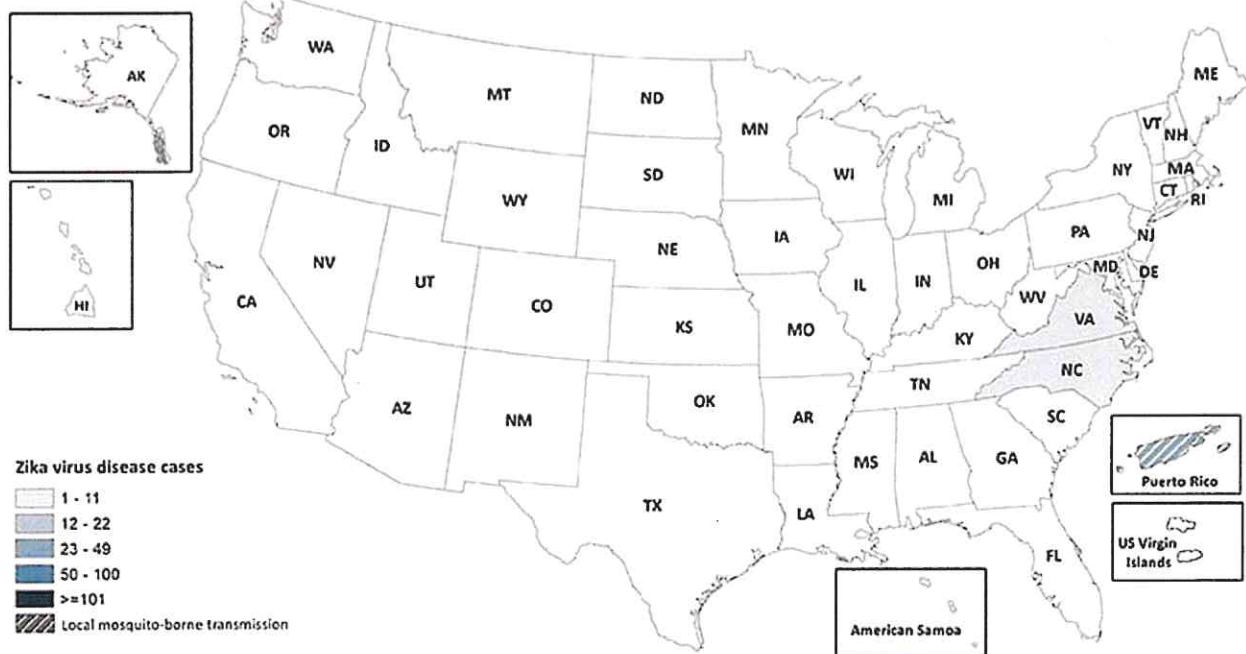 WA
AK
MT
ND
ME
MN
VT
NH
OR
ID
NY
MA
SD
WI
CT
RI
WY
MI
PA
IA
NE
NJ
OH
MD
DE
NV
IL
IN
UT
WV
CA
HI
CO
VA
KS
MO
KY
NC
TN
OK
AZ
AR
NM
SC
MS
AL
GA
Zika virus disease cases
Puerto Rico
1 - 11
TX
LA
12 - 22
US Virgin
Islands
FL
23 - 49
50 - 100
>=101
Local mosquito-borne transmission
American Samoa